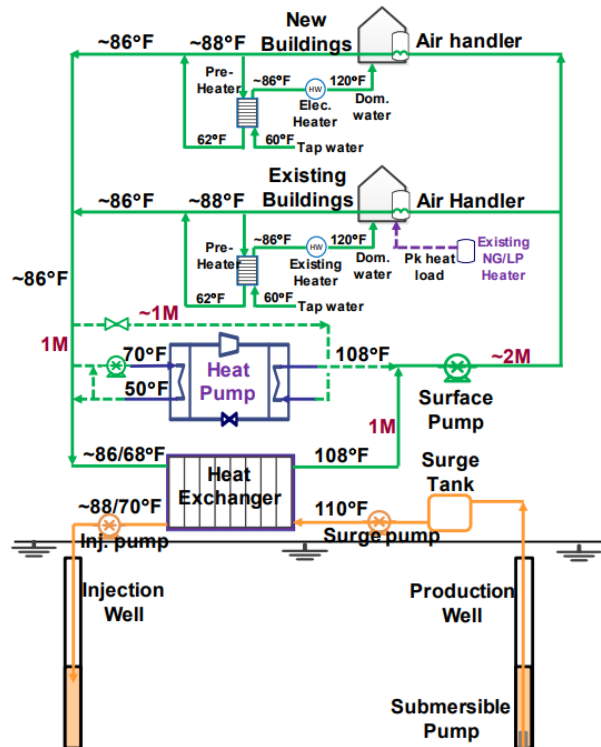 New
Buildings
~86°F
~88°F
Air handler
Pre-
Heater
~86°F
HW
120°F
Elec.
Heater
Dom.
water
62°F
60°F
Tap water
Existing
Buildings
~86°F
~88°F
Air Handler
Pre-
Heater
~86°F
HW
120°F
Existing
Heater
Dom.
water
Pk heat
load
Existing
NG/LP
Heater
62°F
60°F
Tap water
~86°F
~1M
1M
70°F
50°F
Heat
Pump
108°F
~2M
Surface
Pump
1M
~86/68°F
Heat
Exchanger
108°F
Surge
Tank
~88/70°F
110°F
Inj. pump
Surge pump
Injection
Well
Production
Well
Submersible
Pump